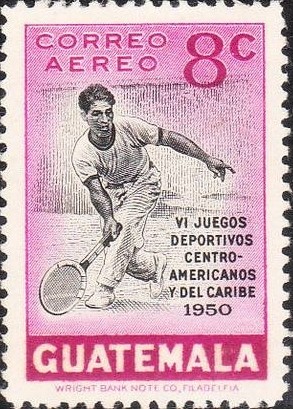 CORREO
AEREO
8c
VI JUEGOS
DEPORTIVOS
CENTRO-
AMERICANOS
Y DEL CARIBE
1950
GUATEMALA
WRIGHT BANK NOTE CO., FILADELFIA